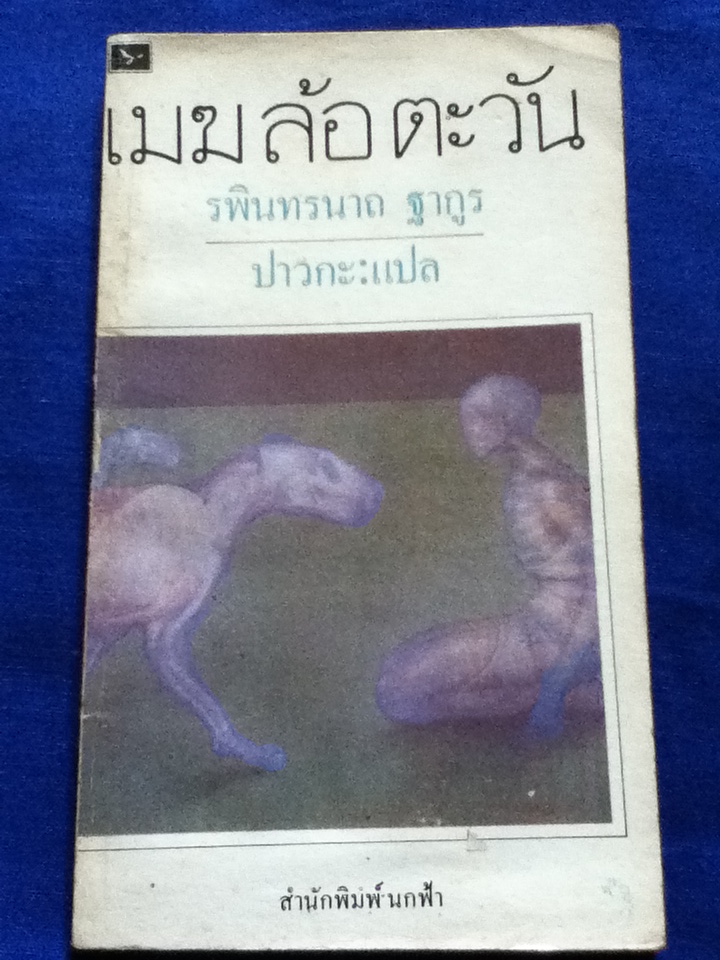 เมฆล้อตะวัน
รพินทรนาถ ฐากูร
ปาวกะ:แปล
สำนักพิมพ์นกฟ้า